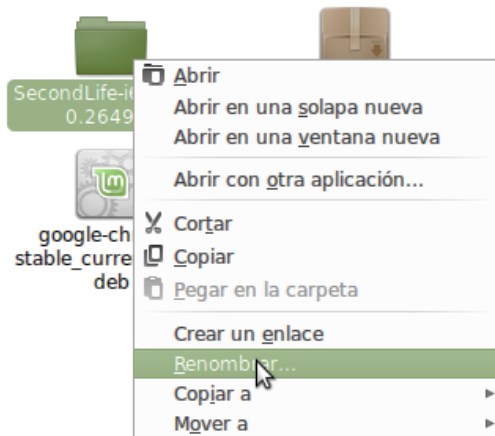 SecondLife-i
0.2649
google-ch
stable_curre
deb
Abrir
Abrir en una solapa nueva
Abrir en una ventana nueva
Abrir con otra aplicación...
Cortar
Copiar
Pegar en la carpeta
Crear un enlace
Renombrar...
Copiar a
Mover a